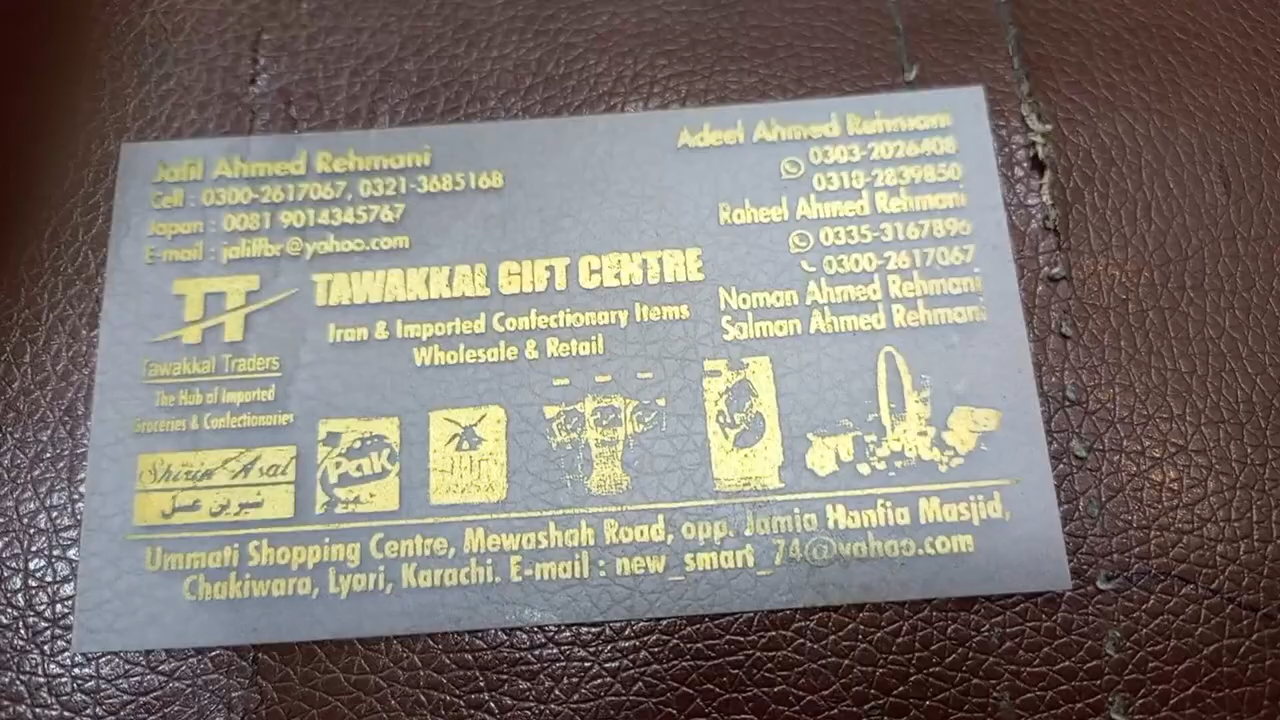 Jalil Ahmed Rehmani
Cell : 0300-2617067, 0321-3685168
Japan : 0081 9014345767
E-mail : jaliffbr@yahoo.com
Adeel Ahmed Rehmani
0303-2026408
0310-2839850
Raheel Ahmed Rehmani
0335-3167896
0300-2617067
Noman Ahmed Rehmani
Salman Ahmed Rehmani
TT
Tawakkal Traders
The Hub of Imported
Groceries & Confectionaries
TAWAKKAL GIFT CENTRE
Iran & Imported Confectionary Items
Wholesale & Retail
Shirin Asal
شیرین عسل
Pak
Ummati Shopping Centre, Mewashah Road, opp. Jamia Hanfia Masjid,
Chakiwara, Lyari, Karachi. E-mail : new_smart_74@yahoo.com